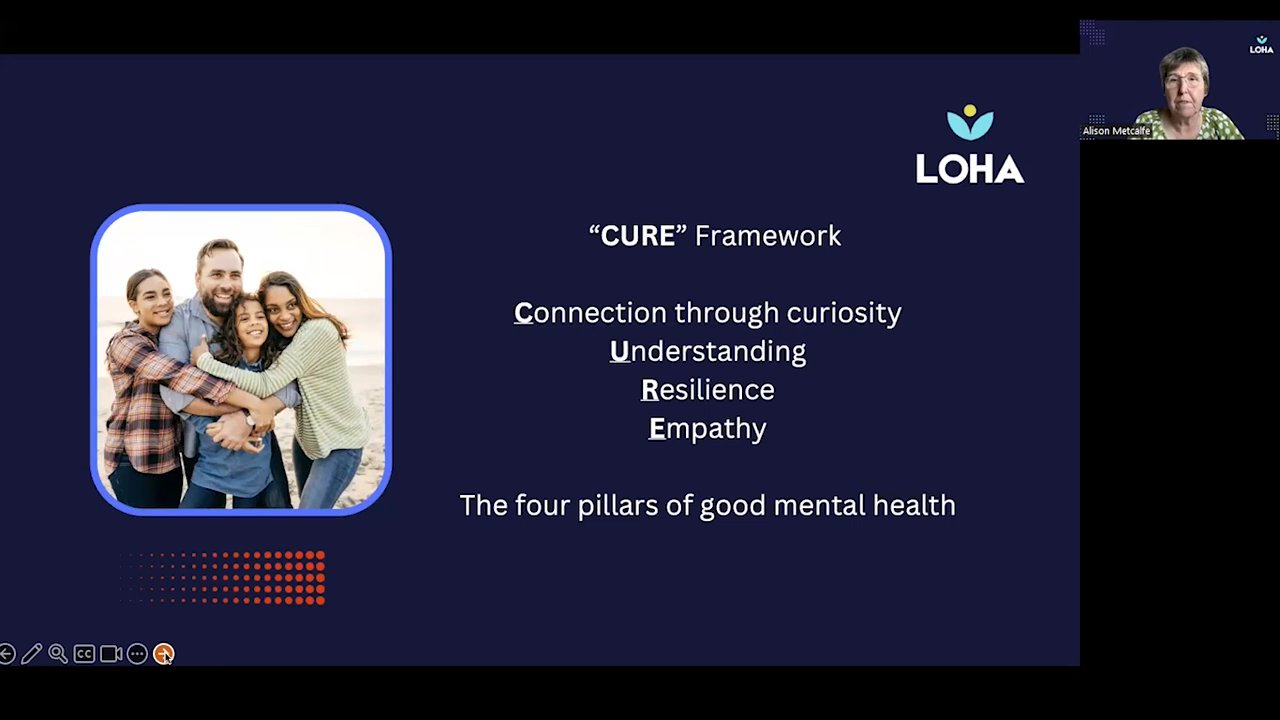 LOHA
“CURE” Framework
Connection through curiosity
Understanding
Resilience
Empathy
The four pillars of good mental health
CC
LOHA
Alison Metcalfe